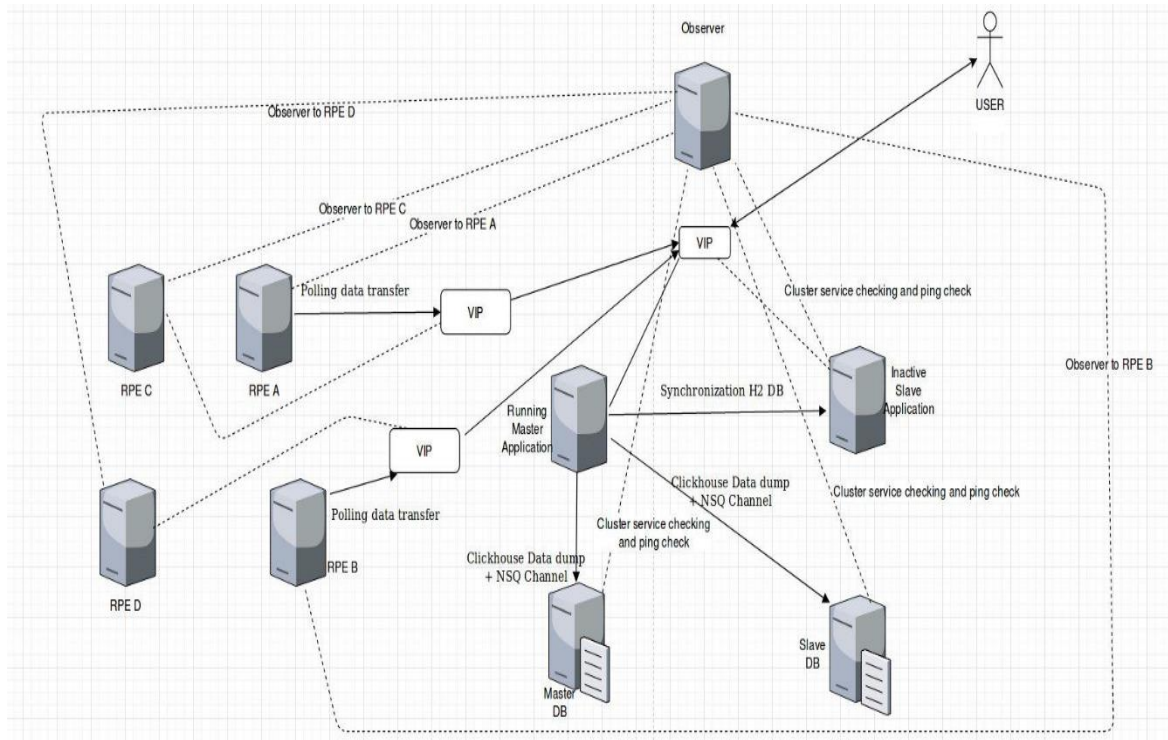 Observer
USER
Observer to RPE D
Observer to RPE C
Observer to RPE A
VIP
Polling data transfer
VIP
Cluster service checking and ping check
RPE C
RPE A
Observer to RPE B
Inactive
Slave
Application
Synchronization H2 DB
Running
Master
Application
VIP
Clickhouse Data dump
+ NSQ Channel
Cluster service checking and ping check
Polling data transfer
Cluster service checking
and ping check
Clickhouse Data dump
+ NSQ Channel
RPE B
RPE D
Slave
DB
Master
DB